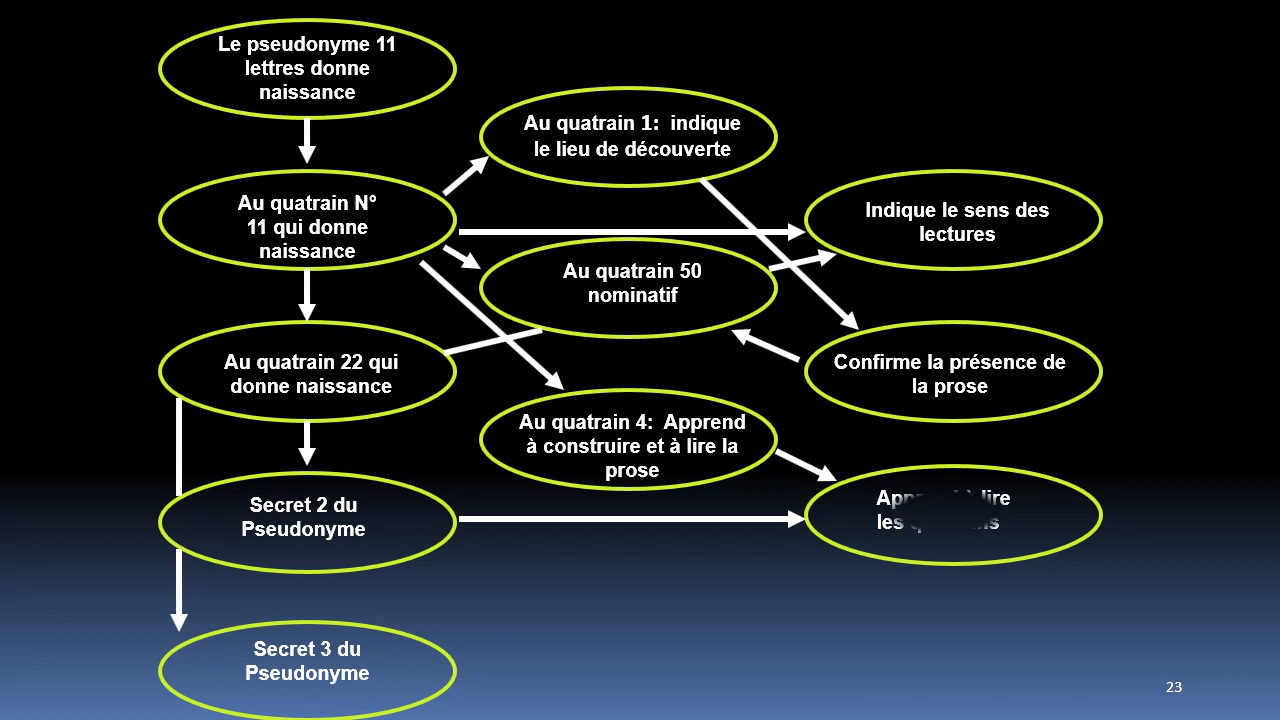 Le pseudonyme 11
lettres donne
naissance
Au quatrain 1:  indique
le lieu de découverte
Au quatrain N°
11 qui donne
naissance
Indique le sens des
lectures
Au quatrain 50
nominatif
Au quatrain 22 qui
donne naissance
Confirme la présence de
la prose
Au quatrain 4:  Apprend
à construire et à lire la
prose
Secret 2 du
Pseudonyme
lire
les
Secret 3 du
Pseudonyme
23